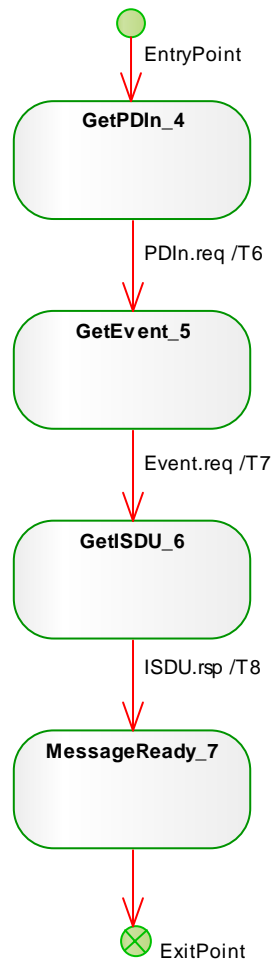 EntryPoint
GetPDIn_4
PDIn.req /T6
GetEvent_5
Event.req /T7
GetISDU_6
ISDU.rsp /T8
MessageReady_7
ExitPoint